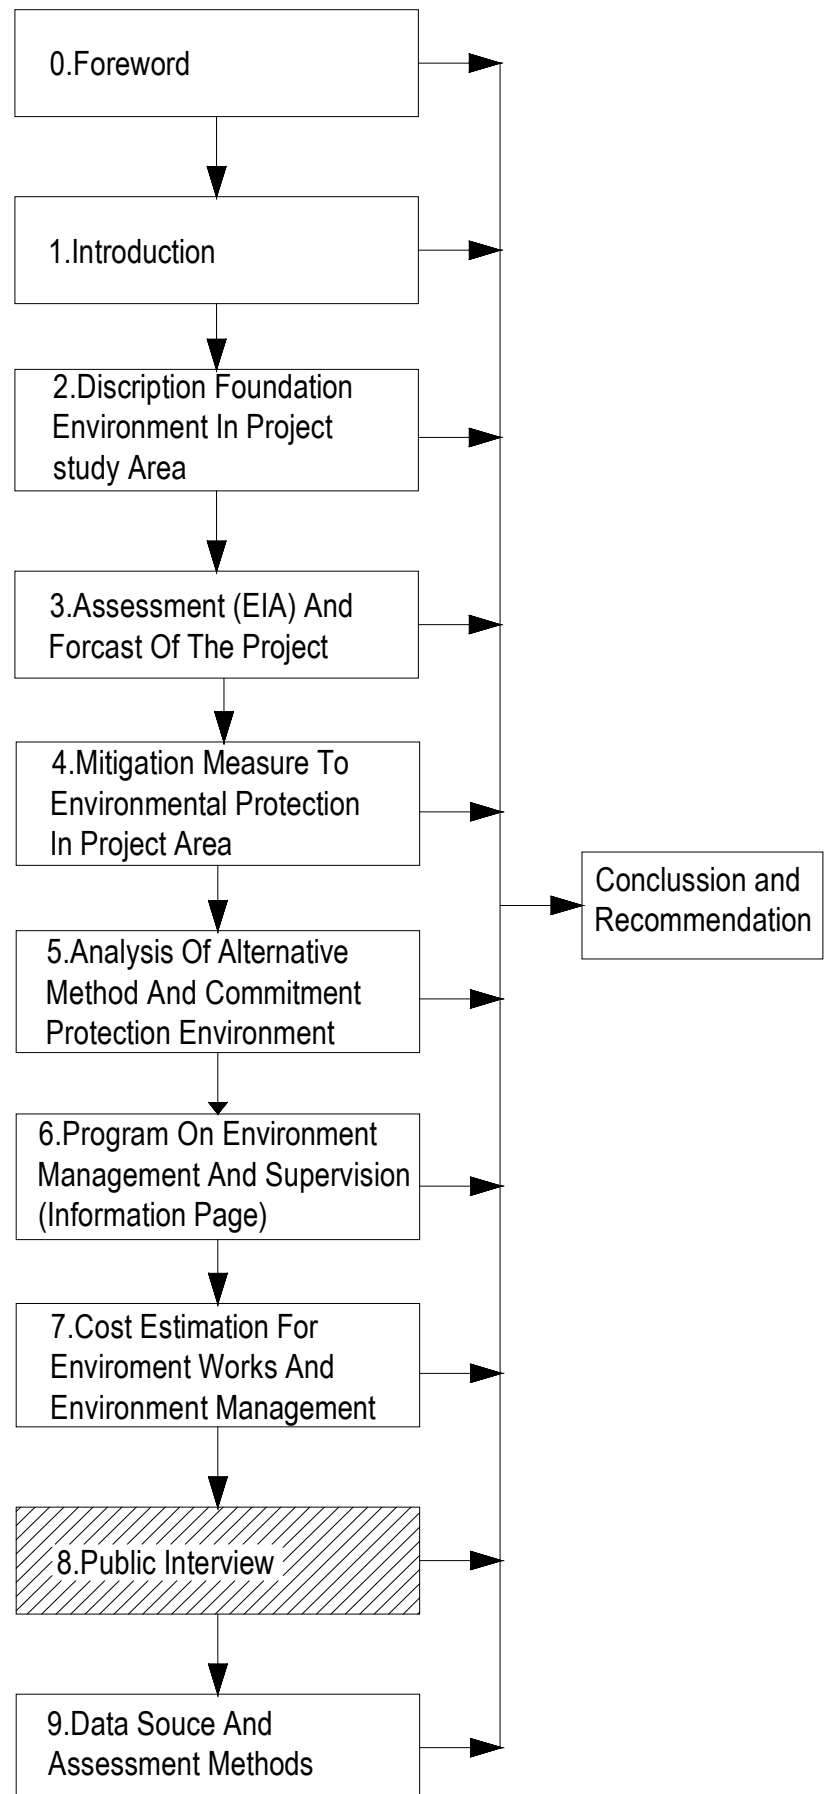 0.Foreword
1.Introduction
2.Discription Foundation
Environment In Project
study Area
3.Assessment (EIA) And
Forcast Of The Project
4.Mitigation Measure To
Environmental Protection
In Project Area
5.Analysis Of Alternative
Method And Commitment
Protection Environment
6.Program On Environment
Management And Supervision
(Information Page)
7.Cost Estimation For
Enviroment Works And
Environment Management
8.Public Interview
9.Data Souce And
Assessment Methods
Conclussion and
Recommendation